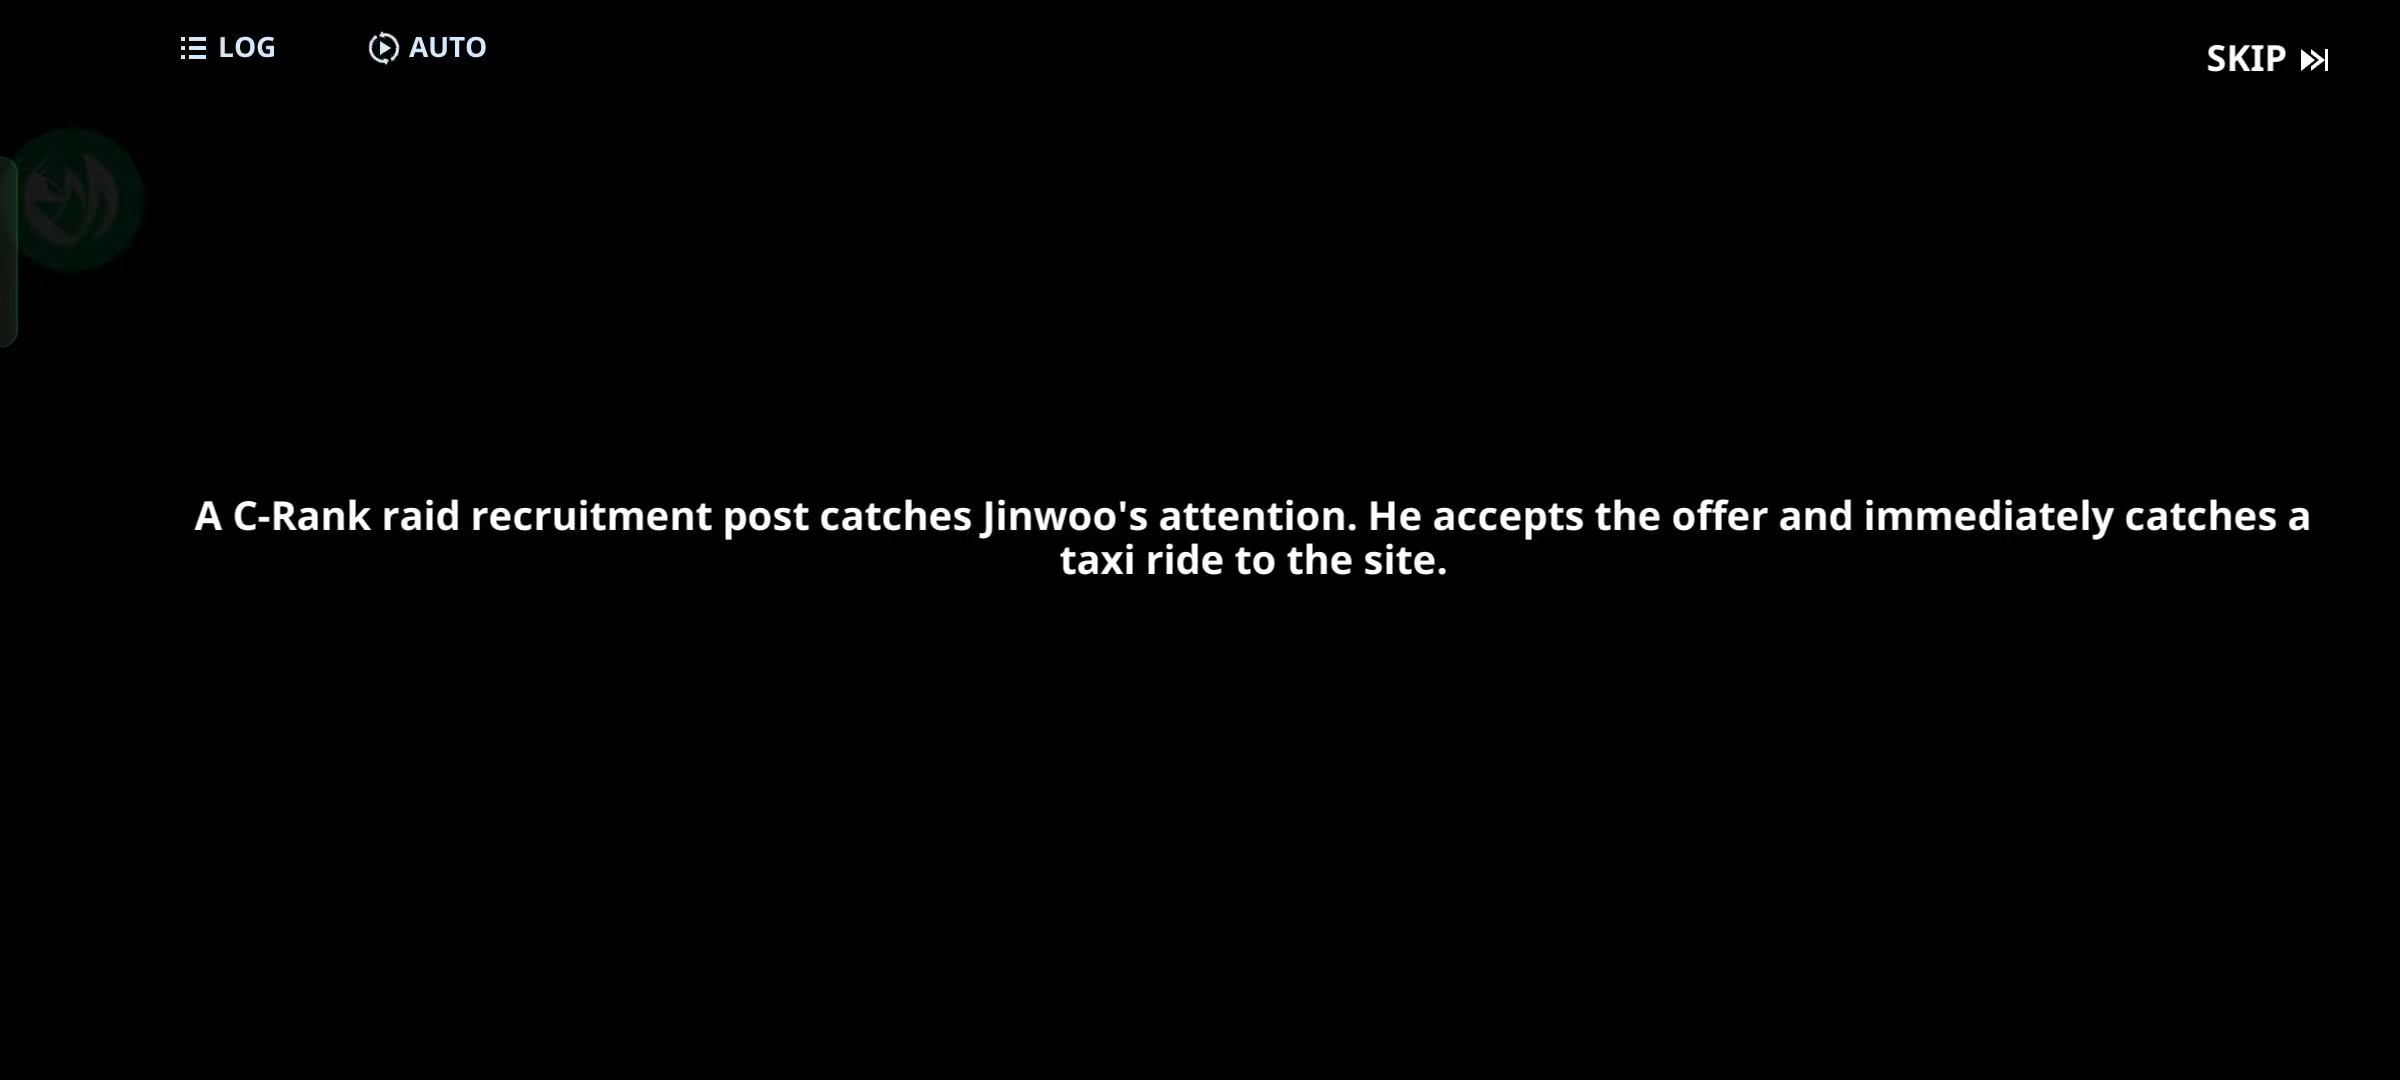 LOG
AUTO
SKIP
A C-Rank raid recruitment post catches Jinwoo's attention. He accepts the offer and immediately catches a
taxi ride to the site.